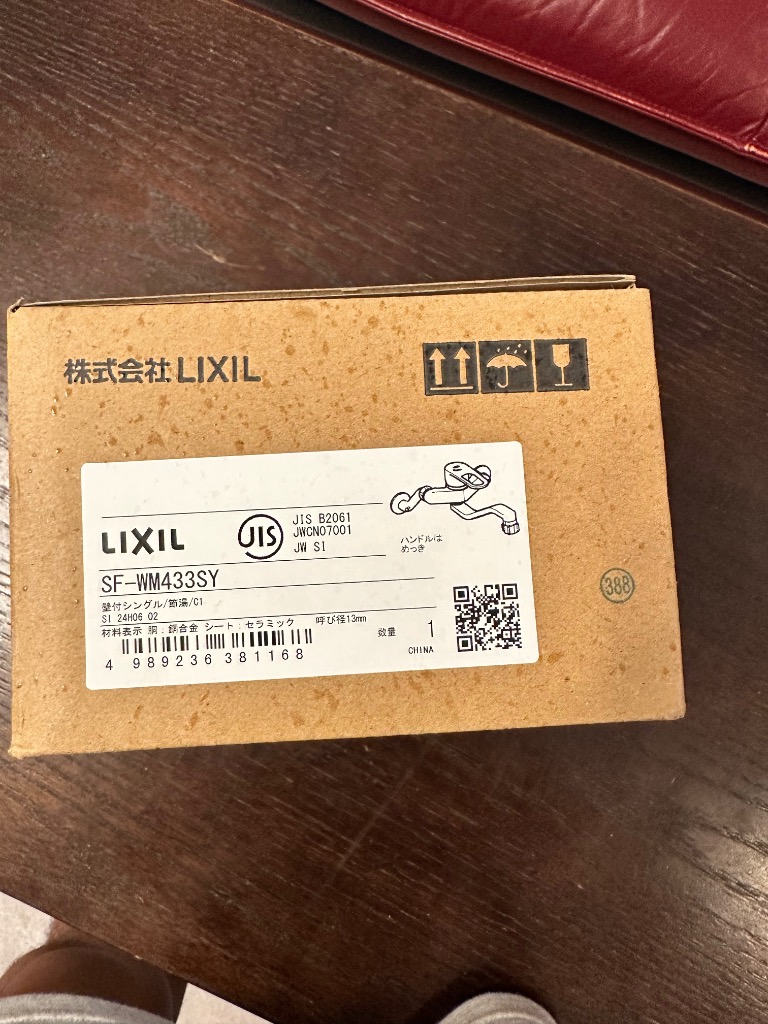 株式会社LIXIL
LIXIL
JIS
JIS B2061
JWCN07001
JW SI
ハンドルは
めっき
SF-WM433SY
壁付シングル/節湯/C1
SI 24H06 02
材料表示 胴：銅合金 シート：セラミック 呼び径13mm
数量 1
4 989236 381168
CHINA
388